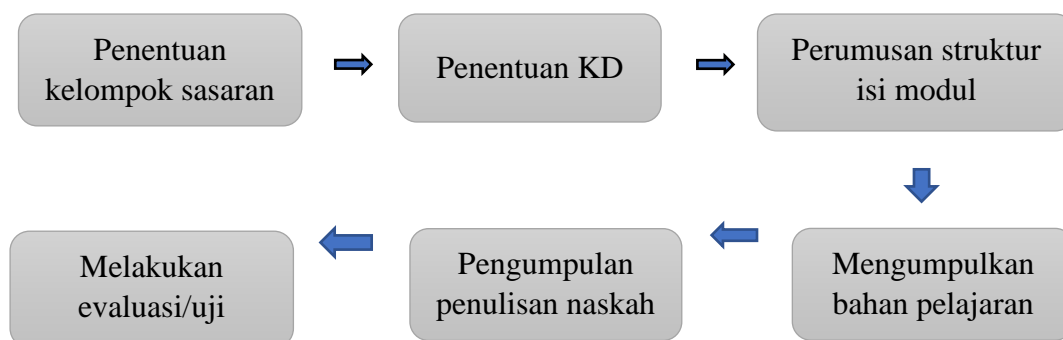 Penentuan
kelompok sasaran
Penentuan KD
Perumusan struktur
isi modul
Mengumpulkan
bahan pelajaran
Pengumpulan
penulisan naskah
Melakukan
evaluasi/uji